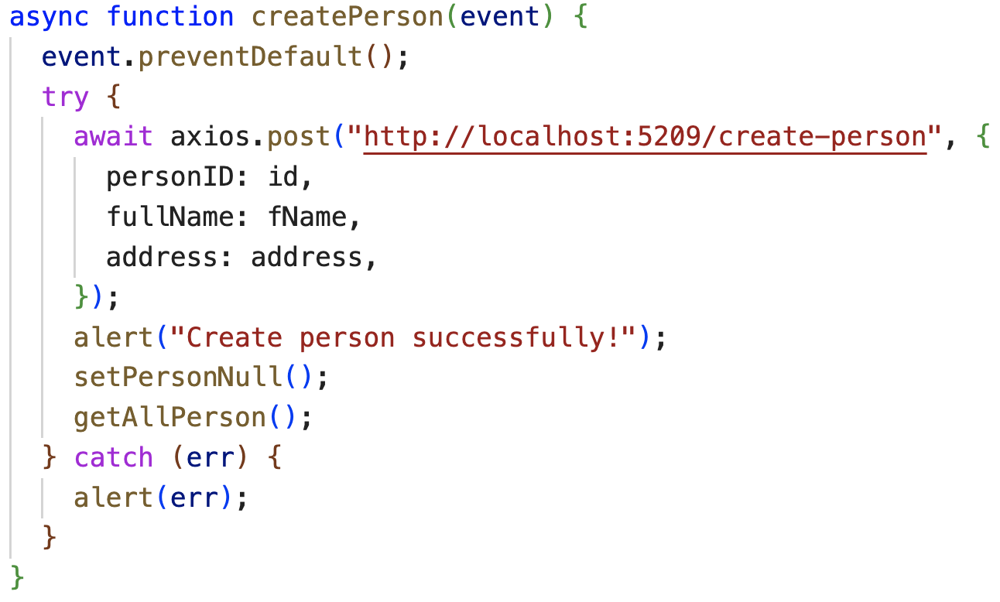 async function createPerson(event) {
  event.preventDefault();
  try {
    await axios.post("http://localhost:5209/create-person", {
      personID: id,
      fullName: fName,
      address: address,
    });
    alert("Create person successfully!");
    setPersonNull();
    getAllPerson();
  } catch (err) {
    alert(err);
  }
}